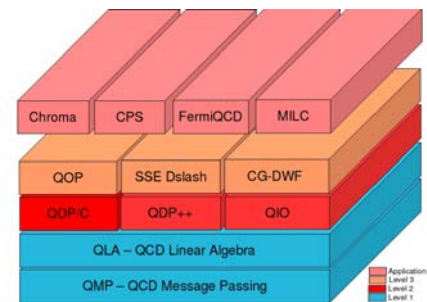 Chroma CPS FermiQCD MILC
QOP SSE Dslash CG-DWF
QDP/C QDP++ QIO
QLA – QCD Linear Algebra
QMP – QCD Message Passing
Application
Level 3
Level 2
Level 1